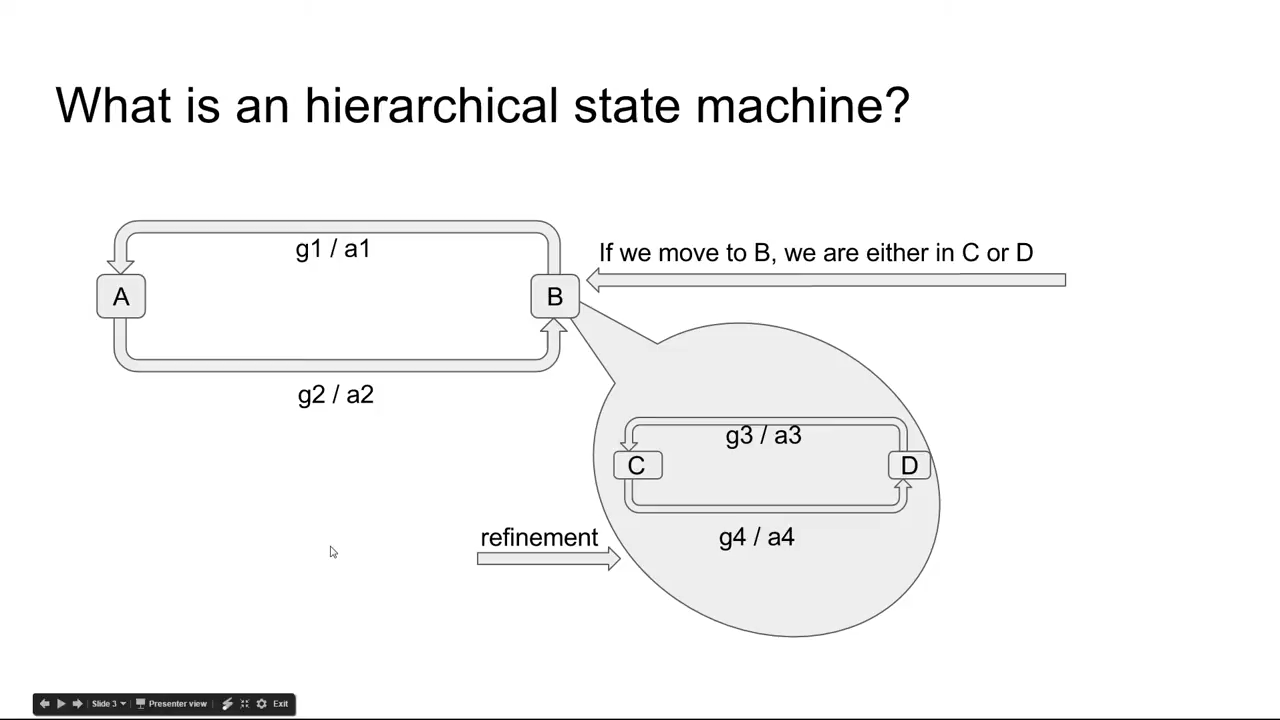 What is an hierarchical state machine?
g1 / a1
If we move to B, we are either in C or D
A
B
g2 / a2
g3 / a3
C
D
refinement
g4 / a4
Slide 3
Presenter view
Exit